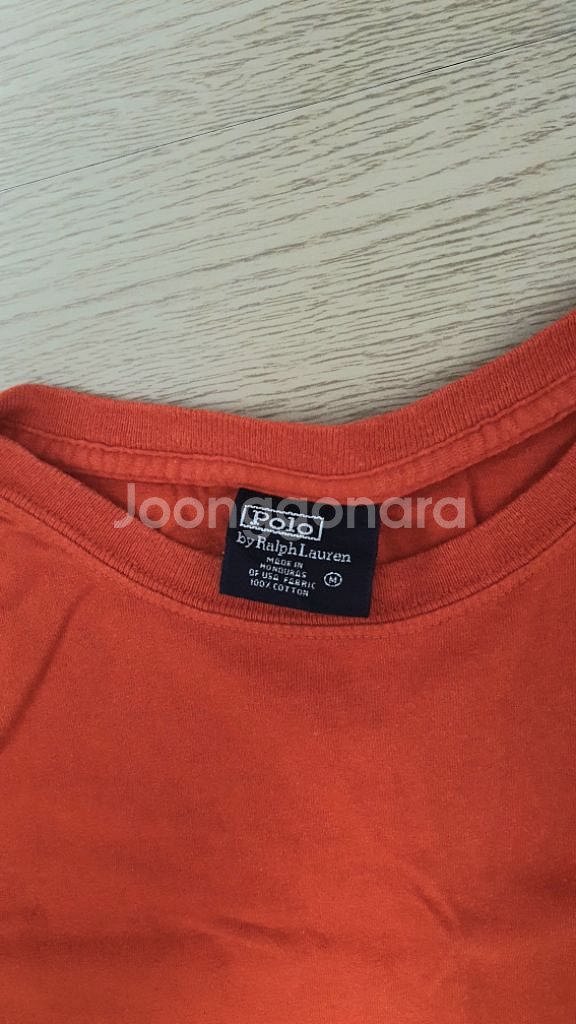 Joonggonara
Polo
by Ralph Lauren
MADE IN
HONDURAS
OF USA FABRIC
100% COTTON
M